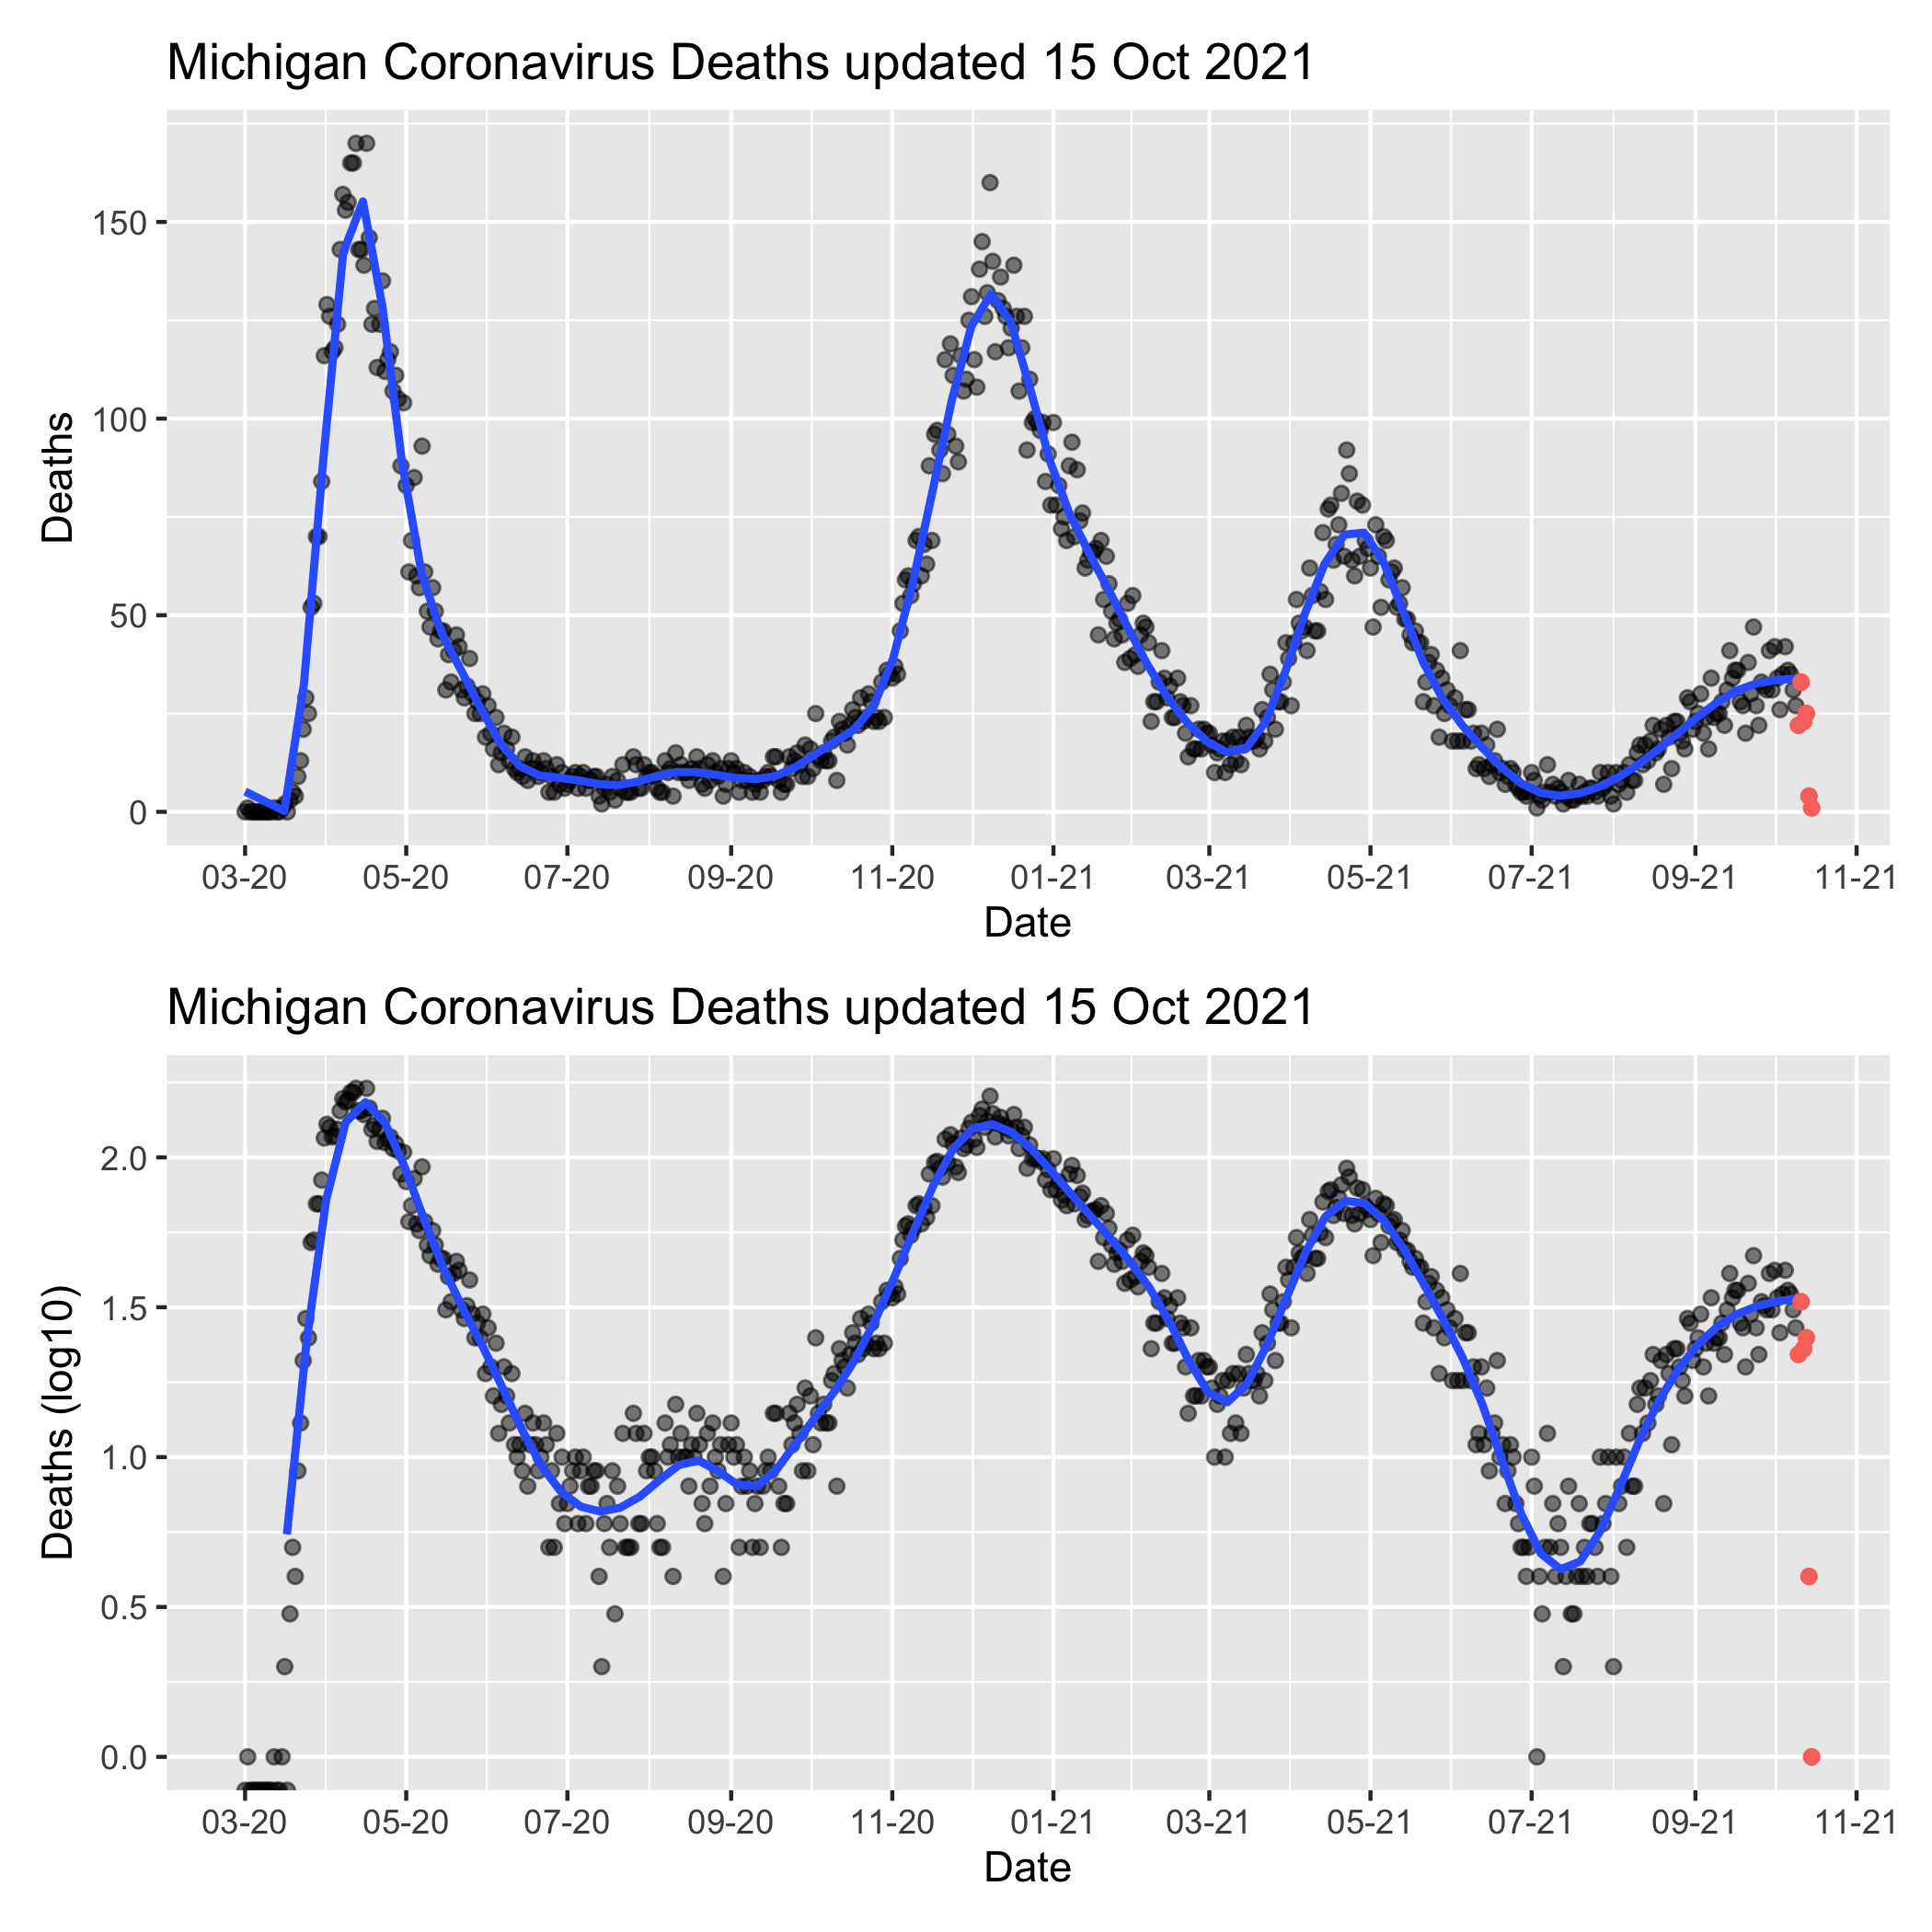 Michigan Coronavirus Deaths updated 15 Oct 2021
Deaths
150
100
50
0
03-20 05-20 07-20 09-20 11-20 01-21 03-21 05-21 07-21 09-21 11-21
Date
Michigan Coronavirus Deaths updated 15 Oct 2021
Deaths (log10)
2.0
1.5
1.0
0.5
0.0
03-20 05-20 07-20 09-20 11-20 01-21 03-21 05-21 07-21 09-21 11-21
Date